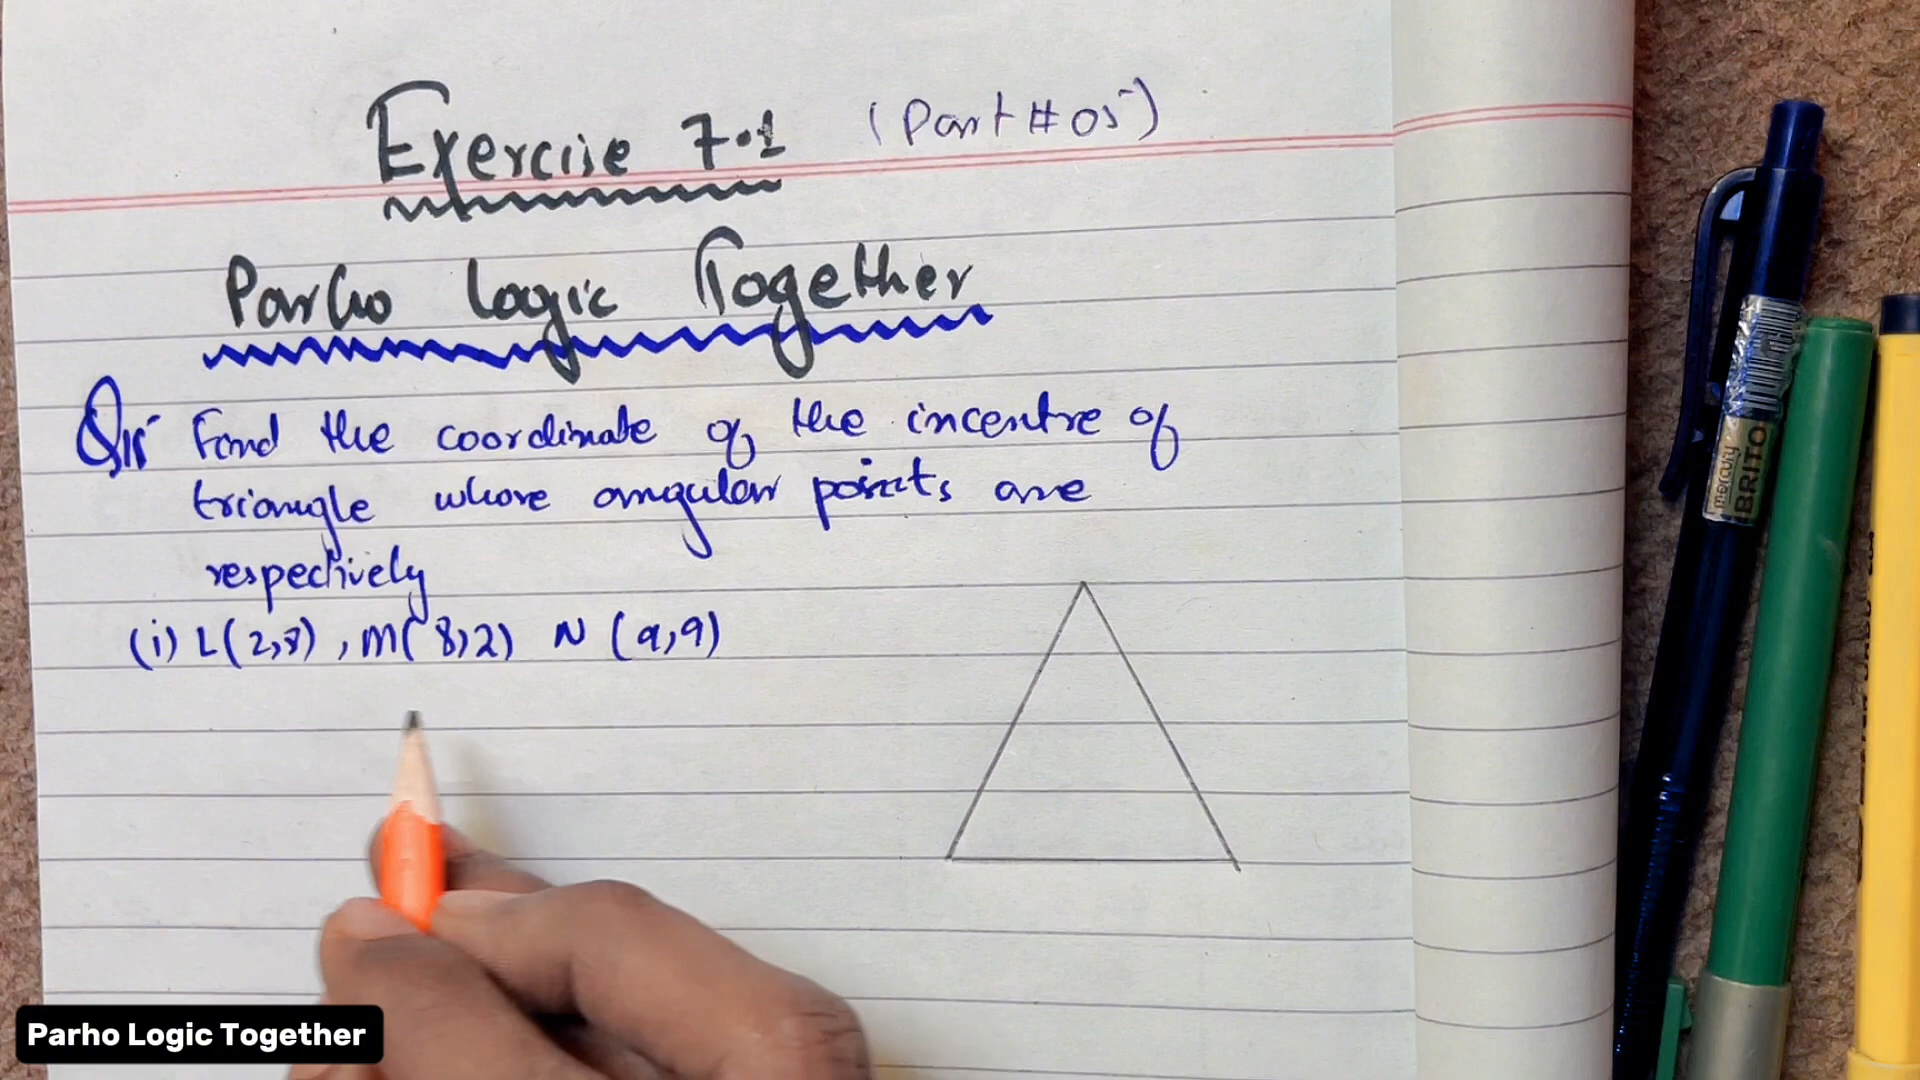 Exercise 7.1 (Part # 05)
Parho Logic Together
Q15 Find the coordinate of the incentre of
triangle whose angular points are
respectively
(i) L(2,8), M(8,2) N (9,9)
mercury
BRITO
Parho Logic Together